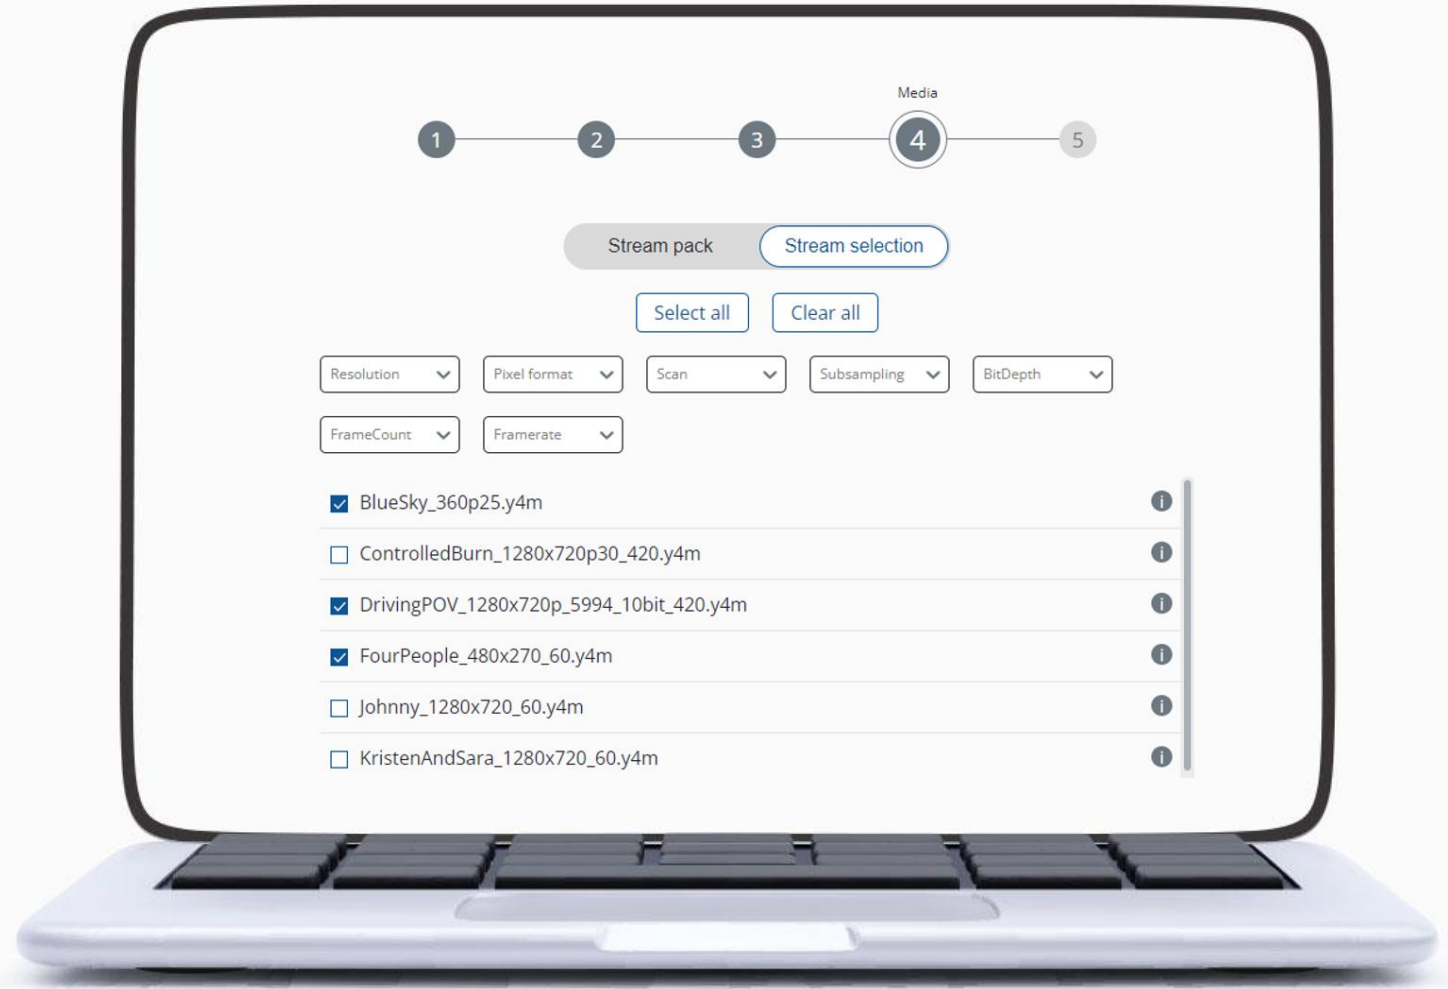 Media
1 2 3 4 5
Stream pack Stream selection
Select all Clear all
Resolution Pixel format Scan Subsampling BitDepth
FrameCount Framerate
BlueSky_360p25.y4m
ControlledBurn_1280x720p30_420.y4m
DrivingPOV_1280x720p_5994_10bit_420.y4m
FourPeople_480x270_60.y4m
Johnny_1280x720_60.y4m
KristenAndSara_1280x720_60.y4m